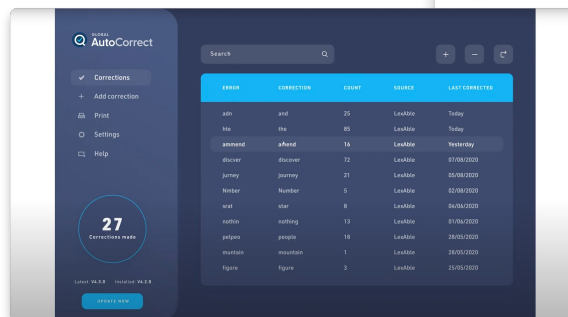 GLOBAL
AutoCorrect
Search
+ − 
Corrections
+ Add correction
Print
Settings
Help
27
Corrections made
Latest: V4.3.0 Installed: V4.2.0
UPDATE NOW
ERROR CORRECTION COUNT SOURCE LAST CORRECTED
adn and 25 LexAble Today
hte the 85 LexAble Today
ammend amend 16 LexAble Yesterday
discver discover 72 LexAble 07/08/2020
jurney journey 21 LexAble 05/08/2020
Nmber Number 5 LexAble 02/08/2020
srat star 8 LexAble 04/06/2020
nothin nothing 13 LexAble 01/06/2020
pelpen people 18 LexAble 28/05/2020
muntain mountain 1 LexAble 28/05/2020
figure figure 3 LexAble 25/05/2020